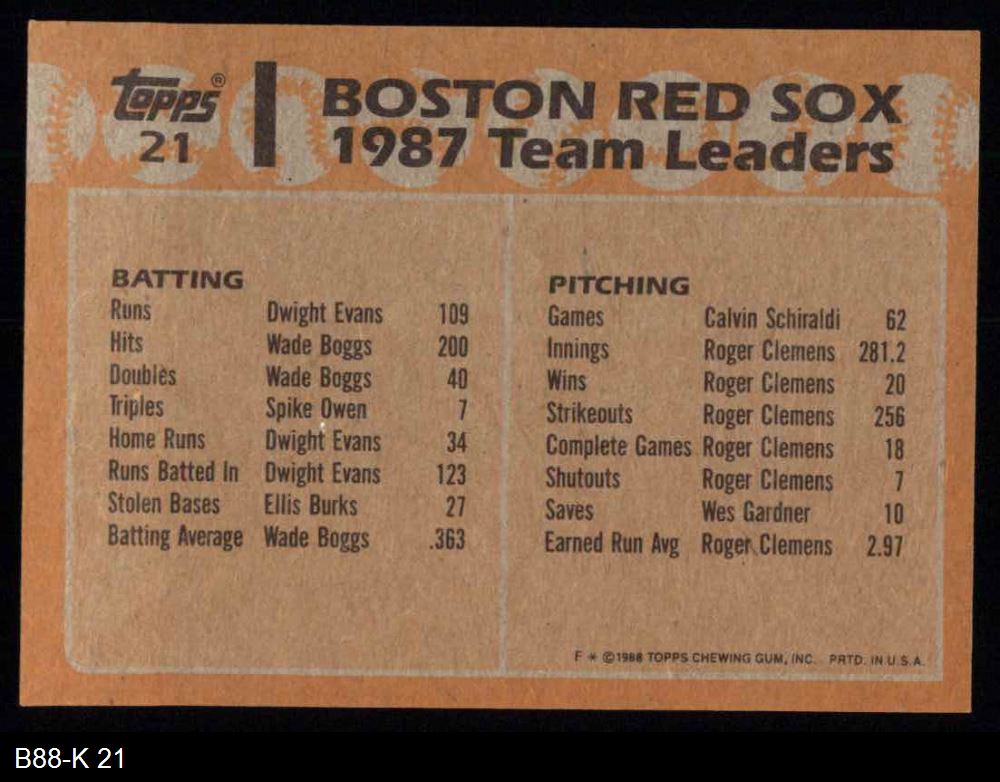 Topps®
21
BOSTON RED SOX
1987 Team Leaders
BATTING
Runs Dwight Evans 109
Hits Wade Boggs 200
Doubles Wade Boggs 40
Triples Spike Owen 7
Home Runs Dwight Evans 34
Runs Batted In Dwight Evans 123
Stolen Bases Ellis Burks 27
Batting Average Wade Boggs .363
PITCHING
Games Calvin Schiraldi 62
Innings Roger Clemens 281.2
Wins Roger Clemens 20
Strikeouts Roger Clemens 256
Complete Games Roger Clemens 18
Shutouts Roger Clemens 7
Saves Wes Gardner 10
Earned Run Avg Roger Clemens 2.97
F * ©1988 TOPPS CHEWING GUM, INC. PRTD. IN U.S.A.
B88-K 21